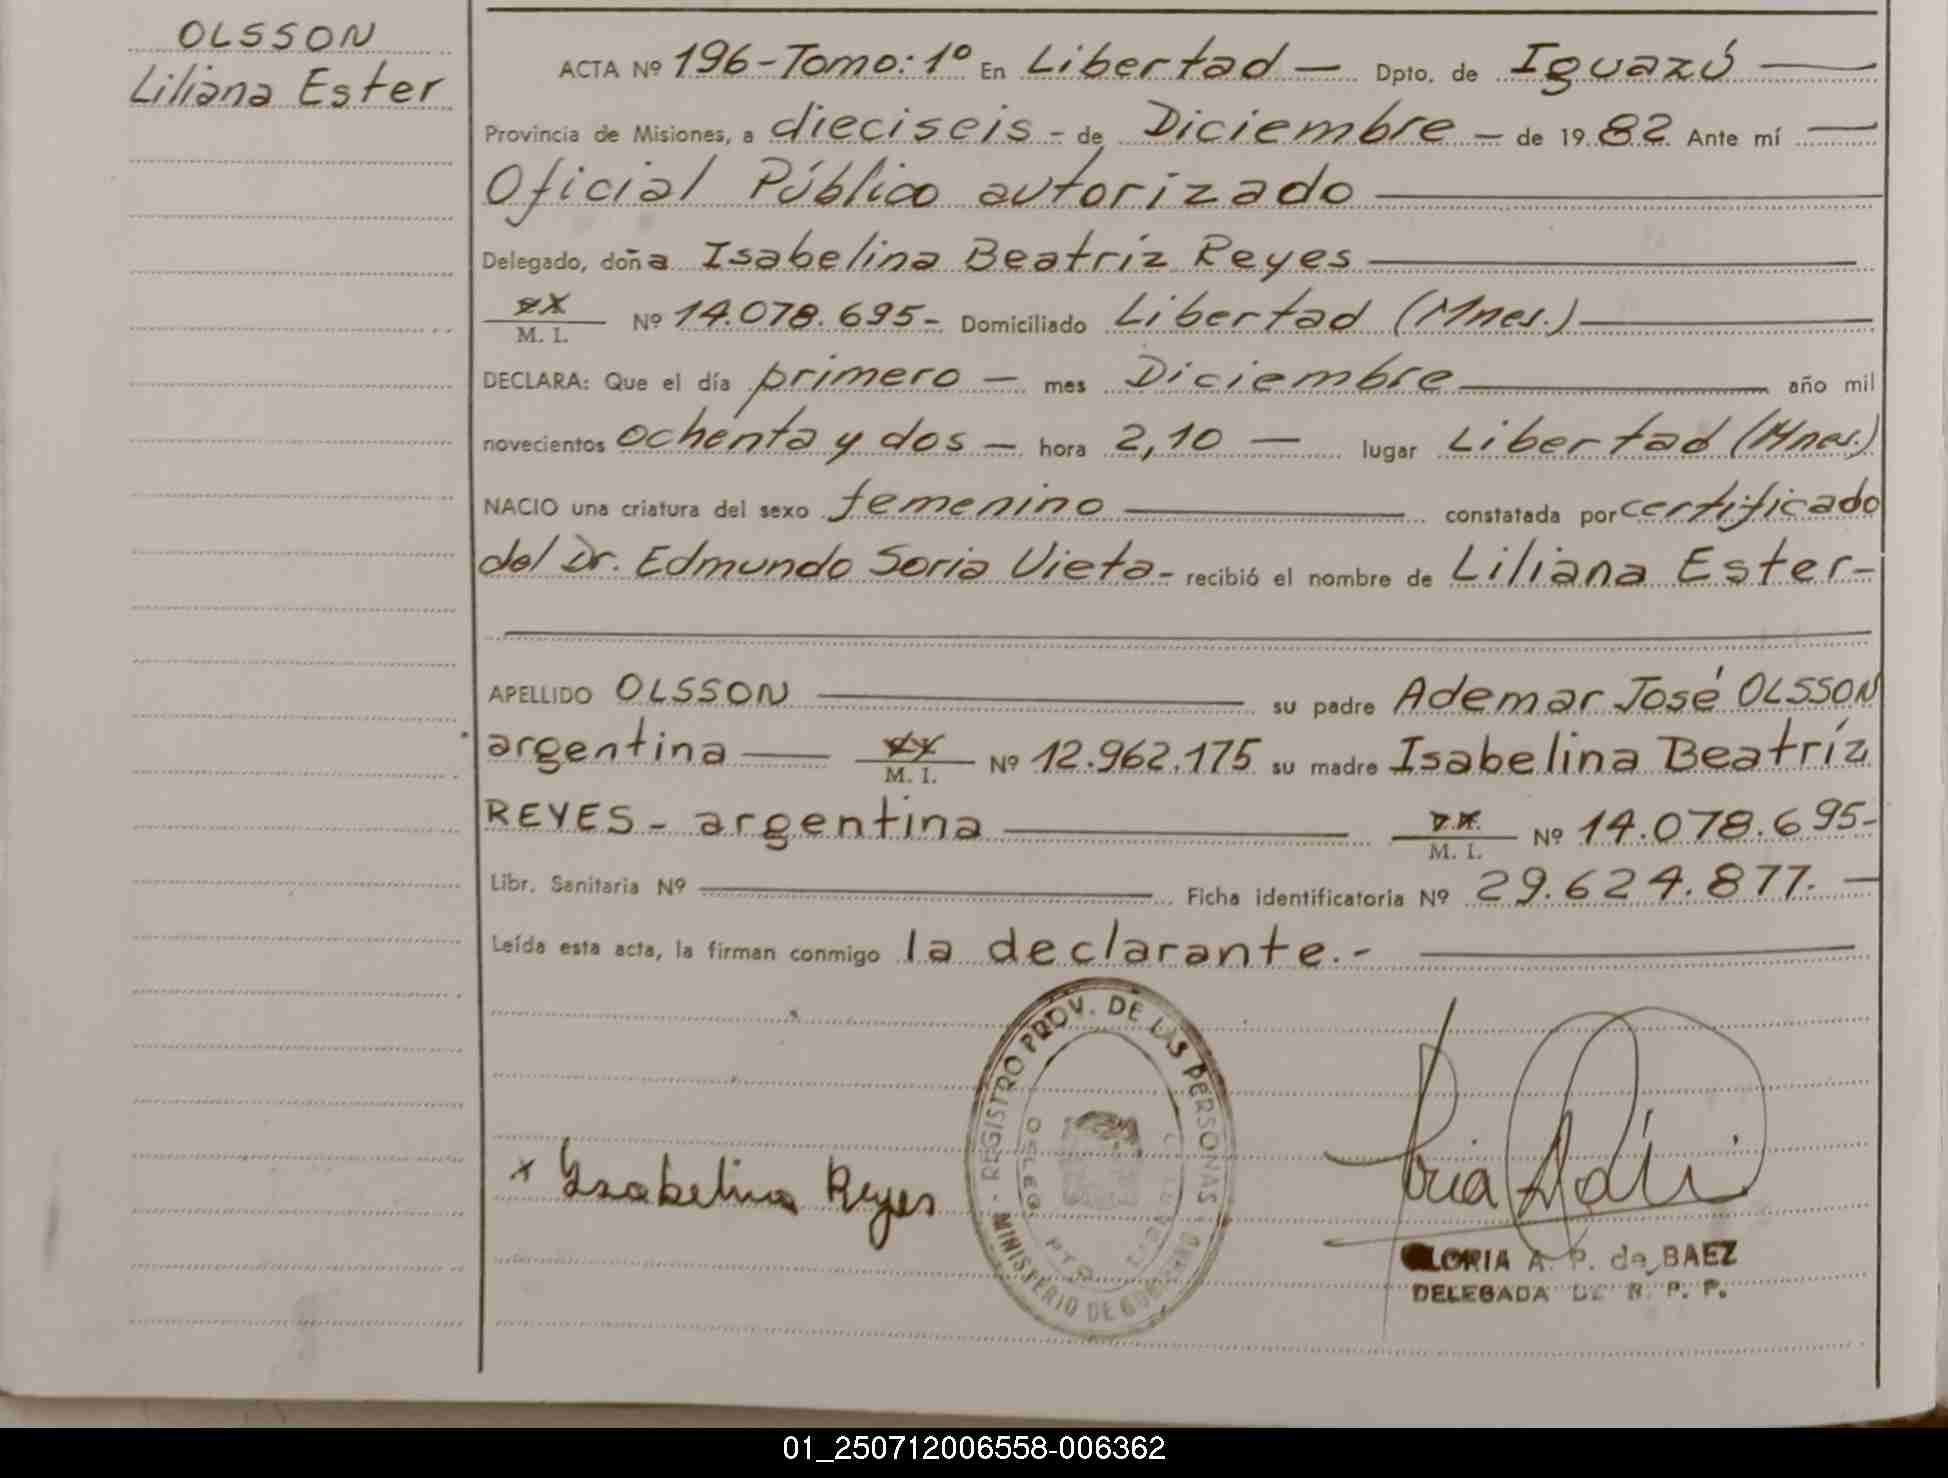 OLSSON
Liliana Ester
ACTA Nº 196-Tomo: 1º En Libertad — Dpto. de Iguazú —
Provincia de Misiones, a dieciseis - de Diciembre — de 1982 Ante mí —
Oficial Público autorizado
Delegado, doña Isabelina Beatríz Reyes
M. I. Nº 14.078.695- Domiciliado Libertad (Mnes.)
DECLARA: Que el día primero — mes Diciembre año mil
novecientos ochenta y dos — hora 2,10 — lugar Libertad (Mnes.)
NACIO una criatura del sexo femenino constatada por certificado
del Dr. Edmundo Soria Vieta- recibió el nombre de Liliana Ester-
APELLIDO OLSSON su padre Ademar José OLSSON
argentina — M. I. Nº 12.962.175 su madre Isabelina Beatríz
REYES - argentina M. I. Nº 14.078.695-
Libr. Sanitaria Nº Ficha identificatoria Nº 29.624.877. —
Leída esta acta, la firman conmigo la declarante.-
REGISTRO PROV. DE LAS PERSONAS
MINISTERIO DE GOBIERNO
x Isabelina Reyes
GLORIA A. P. de BAEZ
DELEGADA DE R. P. P.
01_250712006558-006362